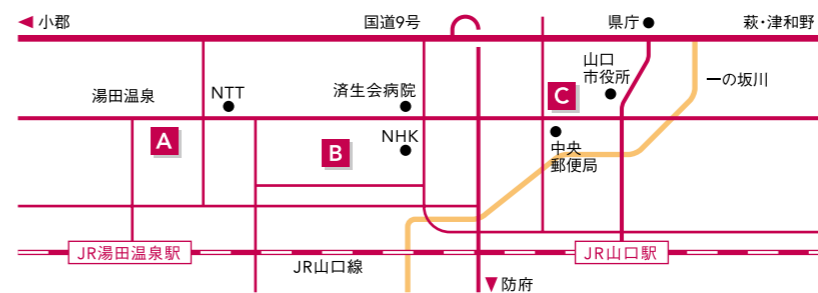 小郡
国道9号
県庁
萩・津和野
山口
市役所
一の坂川
湯田温泉
NTT
済生会病院
C
A
B
NHK
中央
郵便局
JR湯田温泉駅
JR山口線
JR山口駅
防府